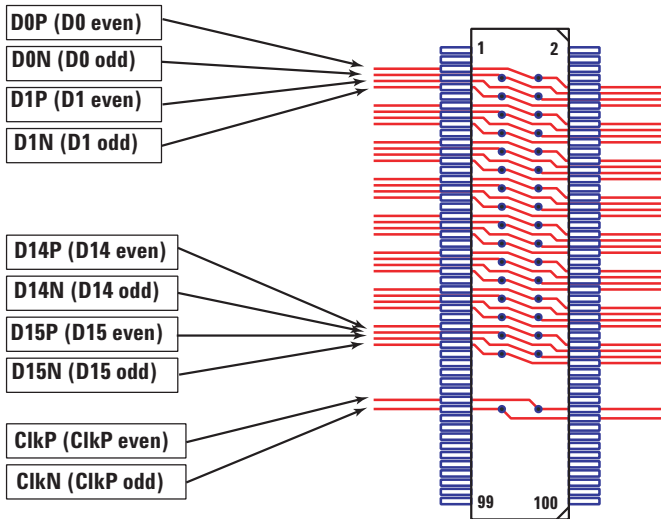 D0P (D0 even)
D0N (D0 odd)
D1P (D1 even)
D1N (D1 odd)
D14P (D14 even)
D14N (D14 odd)
D15P (D15 even)
D15N (D15 odd)
ClkP (ClkP even)
ClkN (ClkP odd)
1 2
99 100